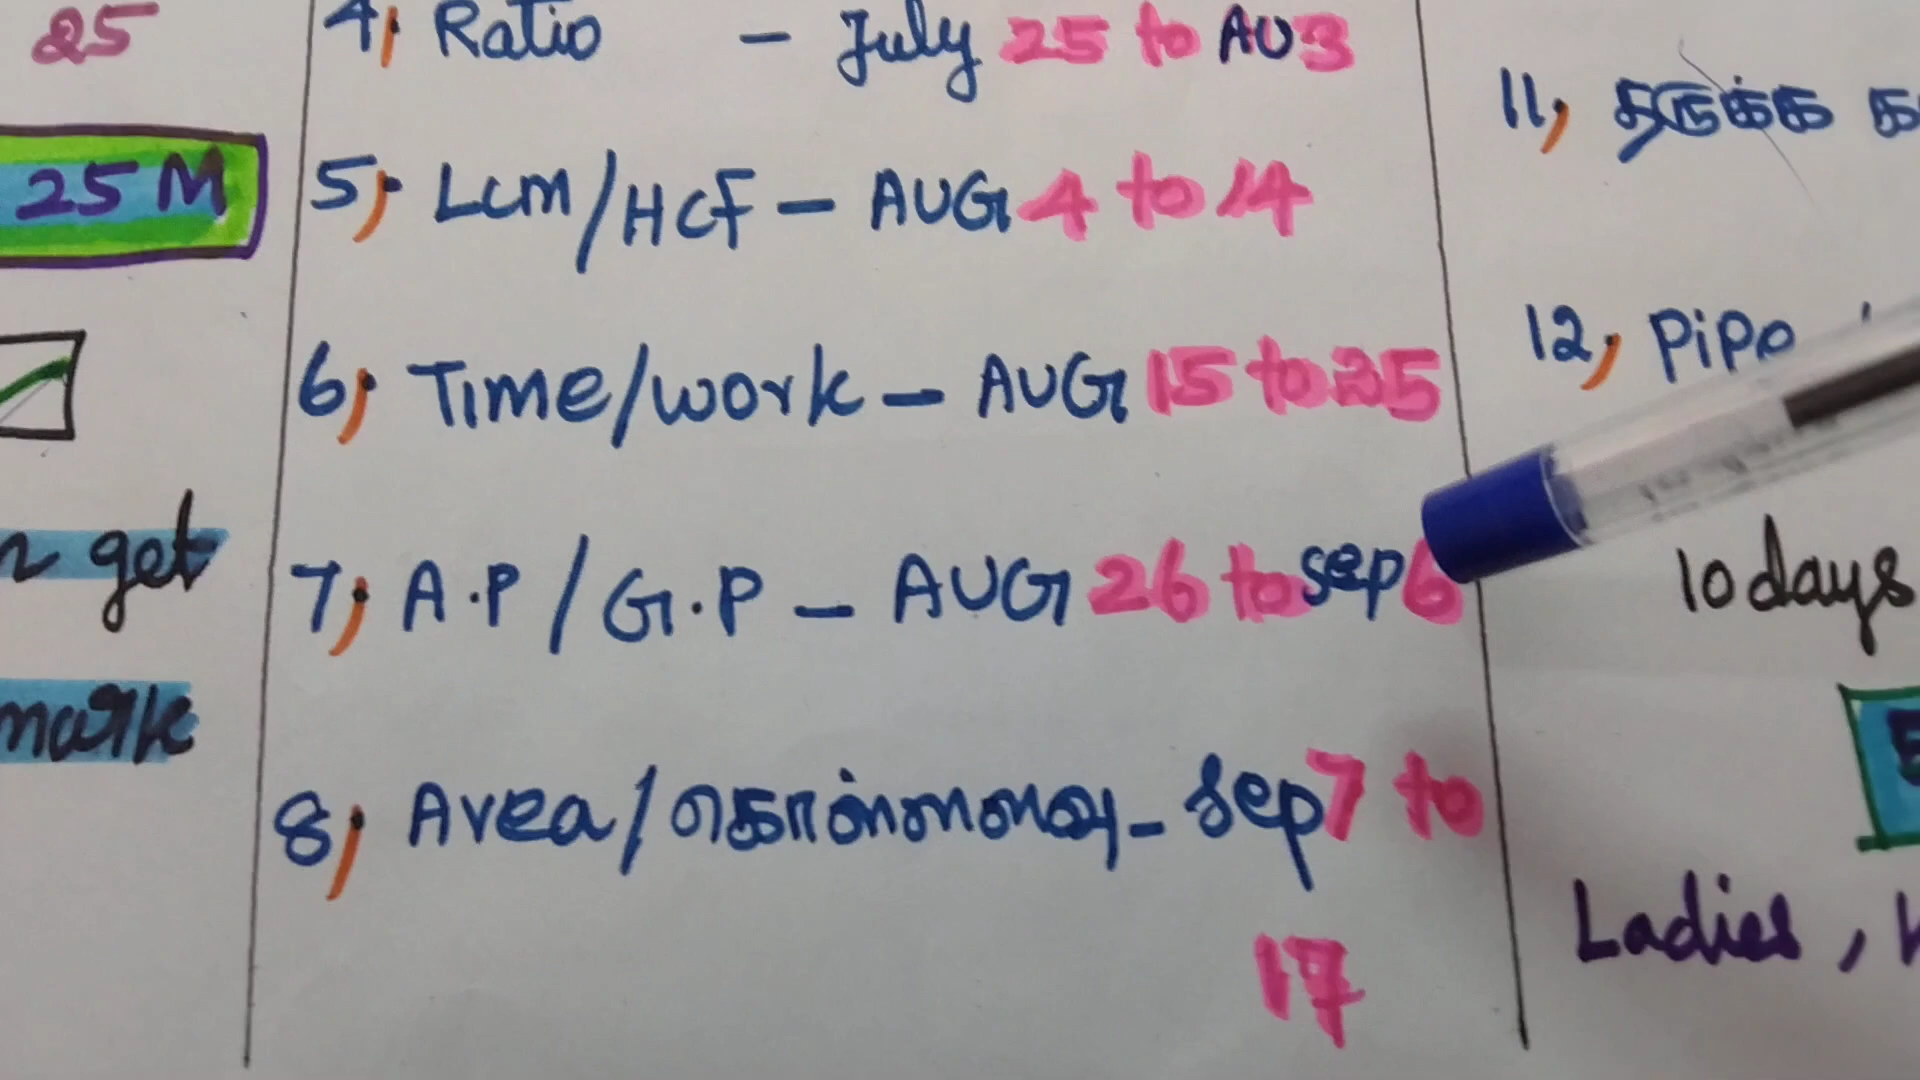 25
25 M
get
mark
4, Ratio - July 25 to AU3
5, Lcm/HCF - AUG 4 to 14
6, Time/work - AUG 15 to 25
7, A.P / G.P - AUG 26 to sep 6
8, Area/கொள்ளளவு - sep 7 to
17
11,
12, Pipe
10 days
Ladies,